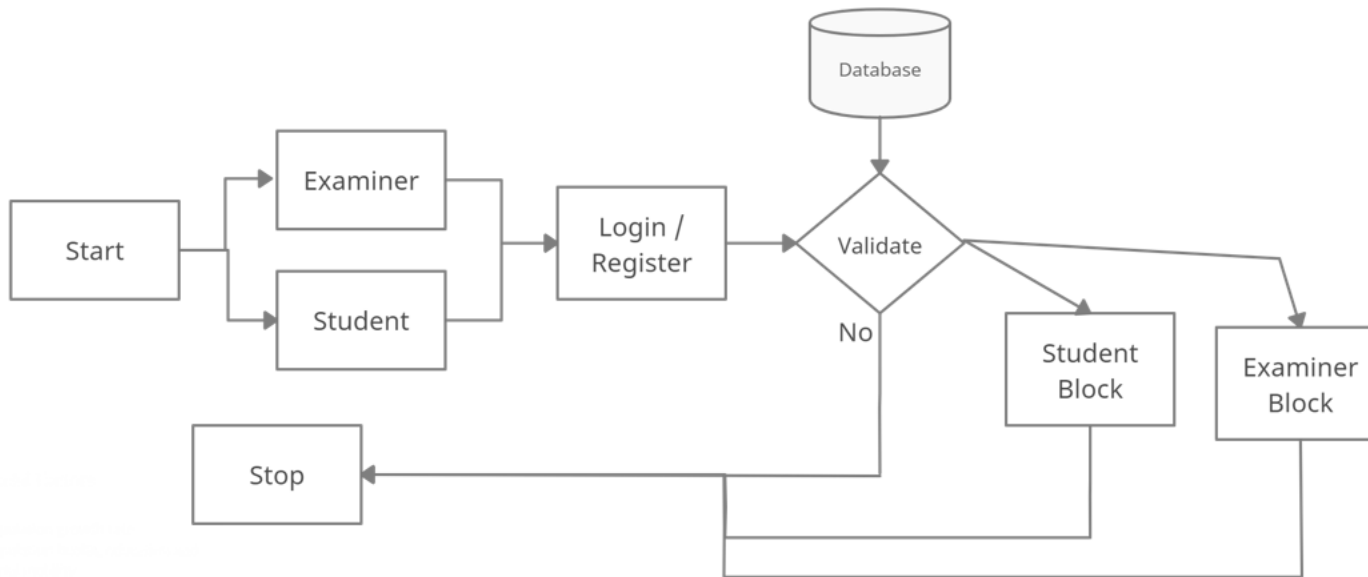 Database
Examiner
Start
Login /
Register
Validate
Student
No
Student
Block
Examiner
Block
Stop